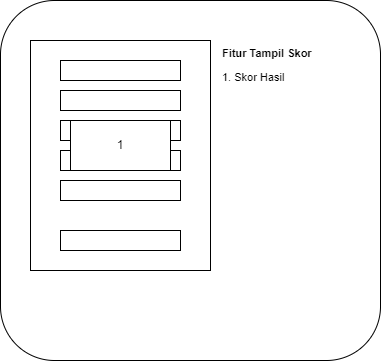 Fitur Tampil Skor
1. Skor Hasil
1